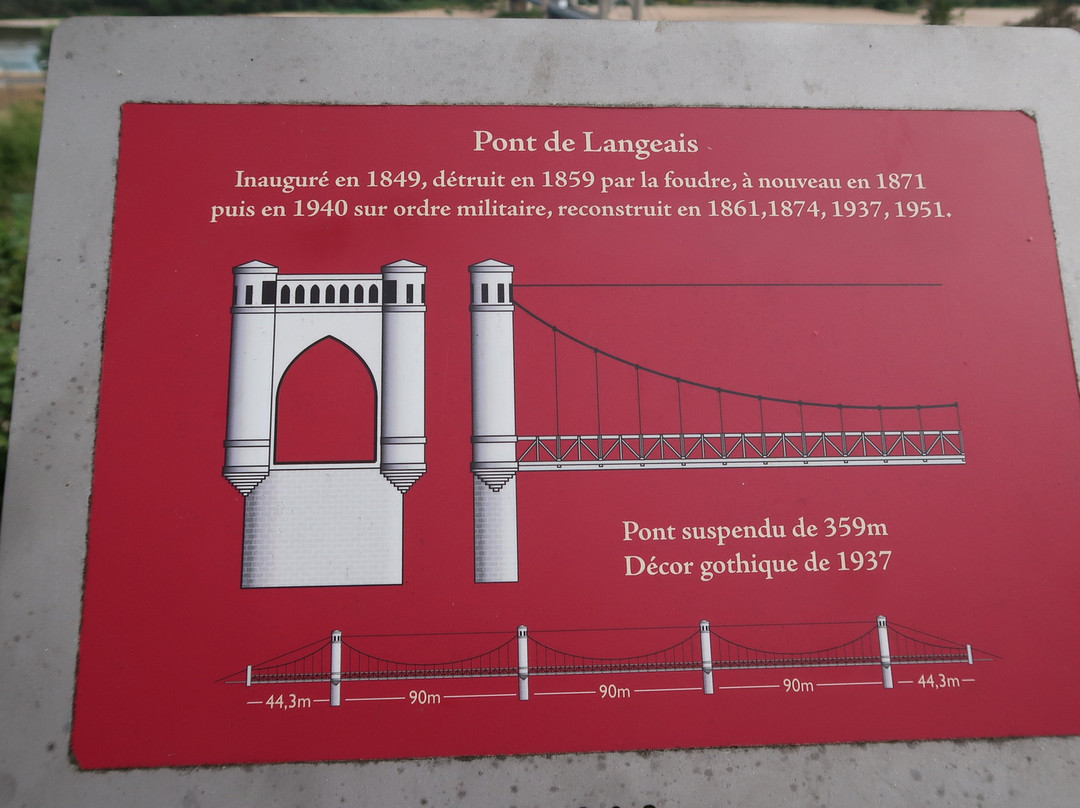 Pont de Langeais
Inauguré en 1849, détruit en 1859 par la foudre, à nouveau en 1871
puis en 1940 sur ordre militaire, reconstruit en 1861,1874, 1937, 1951.
Pont suspendu de 359m
Décor gothique de 1937
44,3m 90m 90m 90m 44,3m